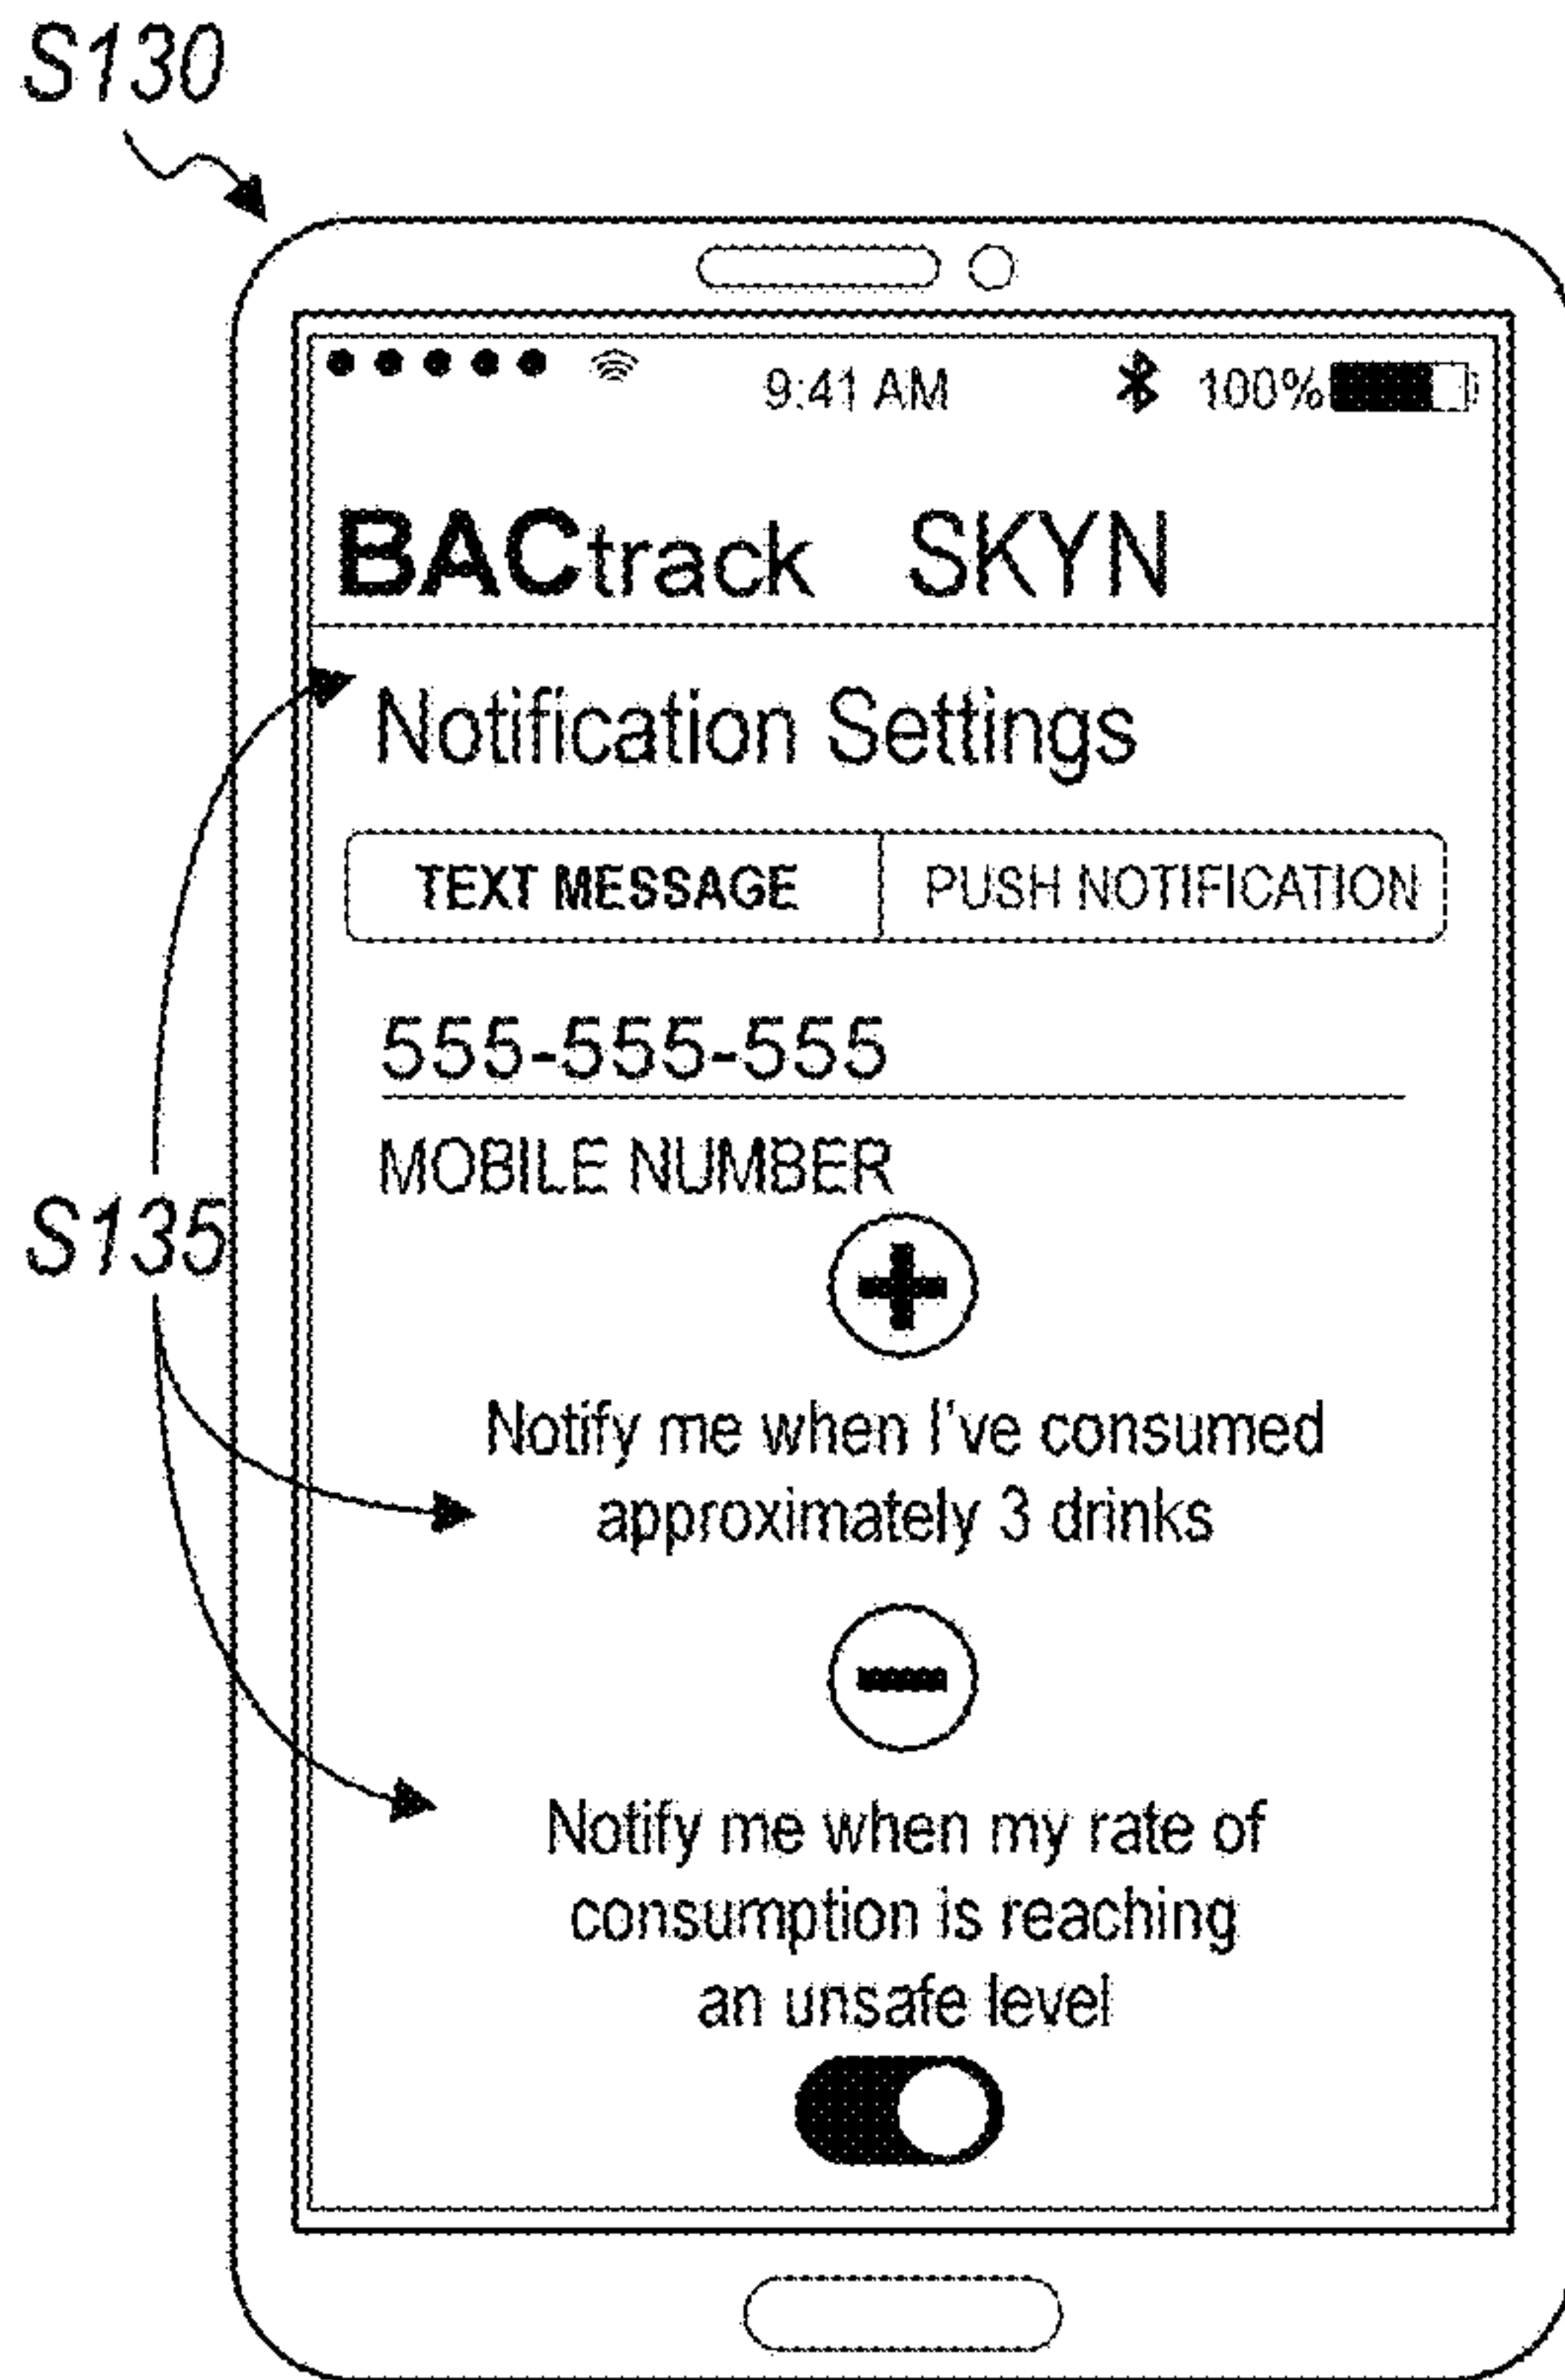 S130
9:41 AM 100%
BACtrack SKYN
Notification Settings
TEXT MESSAGE PUSH NOTIFICATION
555-555-555
MOBILE NUMBER
S135
Notify me when I've consumed
approximately 3 drinks
Notify me when my rate of
consumption is reaching
an unsafe level